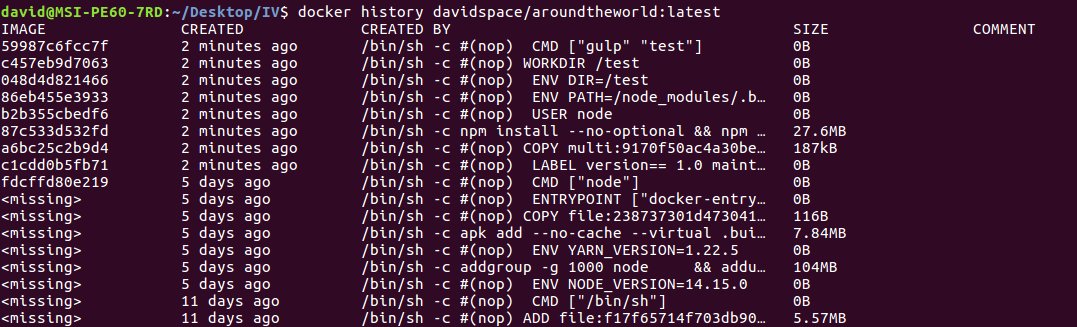 david@MSI-PE60-7RD:~/Desktop/IV$ docker history davidspace/aroundtheworld:latest
IMAGE CREATED CREATED BY SIZE COMMENT
59987c6fcc7f 2 minutes ago /bin/sh -c #(nop) CMD ["gulp" "test"] 0B
c457eb9d7063 2 minutes ago /bin/sh -c #(nop) WORKDIR /test 0B
048d4d821466 2 minutes ago /bin/sh -c #(nop) ENV DIR=/test 0B
86eb455e3933 2 minutes ago /bin/sh -c #(nop) ENV PATH=/node_modules/.b… 0B
b2b355cbedf6 2 minutes ago /bin/sh -c #(nop) USER node 0B
87c533d532fd 2 minutes ago /bin/sh -c npm install --no-optional && npm … 27.6MB
a6bc25c2b9d4 2 minutes ago /bin/sh -c #(nop) COPY multi:9170f50ac4a30be… 187kB
c1cdd0b5fb71 2 minutes ago /bin/sh -c #(nop) LABEL version== 1.0 maint… 0B
fdcffd80e219 5 days ago /bin/sh -c #(nop) CMD ["node"] 0B
<missing> 5 days ago /bin/sh -c #(nop) ENTRYPOINT ["docker-entry… 0B
<missing> 5 days ago /bin/sh -c #(nop) COPY file:238737301d473041… 116B
<missing> 5 days ago /bin/sh -c apk add --no-cache --virtual .bui… 7.84MB
<missing> 5 days ago /bin/sh -c #(nop) ENV YARN_VERSION=1.22.5 0B
<missing> 5 days ago /bin/sh -c addgroup -g 1000 node && addu… 104MB
<missing> 5 days ago /bin/sh -c #(nop) ENV NODE_VERSION=14.15.0 0B
<missing> 11 days ago /bin/sh -c #(nop) CMD ["/bin/sh"] 0B
<missing> 11 days ago /bin/sh -c #(nop) ADD file:f17f65714f703db90… 5.57MB